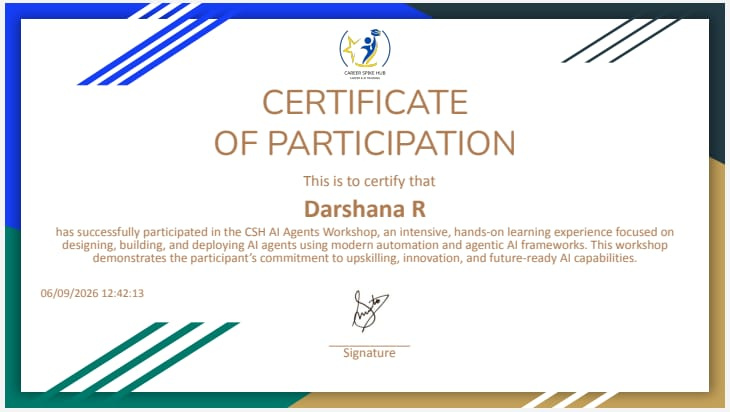 CAREER SPIKE HUB
CERTIFICATE
OF PARTICIPATION
This is to certify that
Darshana R
has successfully participated in the CSH AI Agents Workshop, an intensive, hands-on learning experience focused on
designing, building, and deploying AI agents using modern automation and agentic AI frameworks. This workshop
demonstrates the participant's commitment to upskilling, innovation, and future-ready AI capabilities.
06/09/2026 12:42:13
Signature